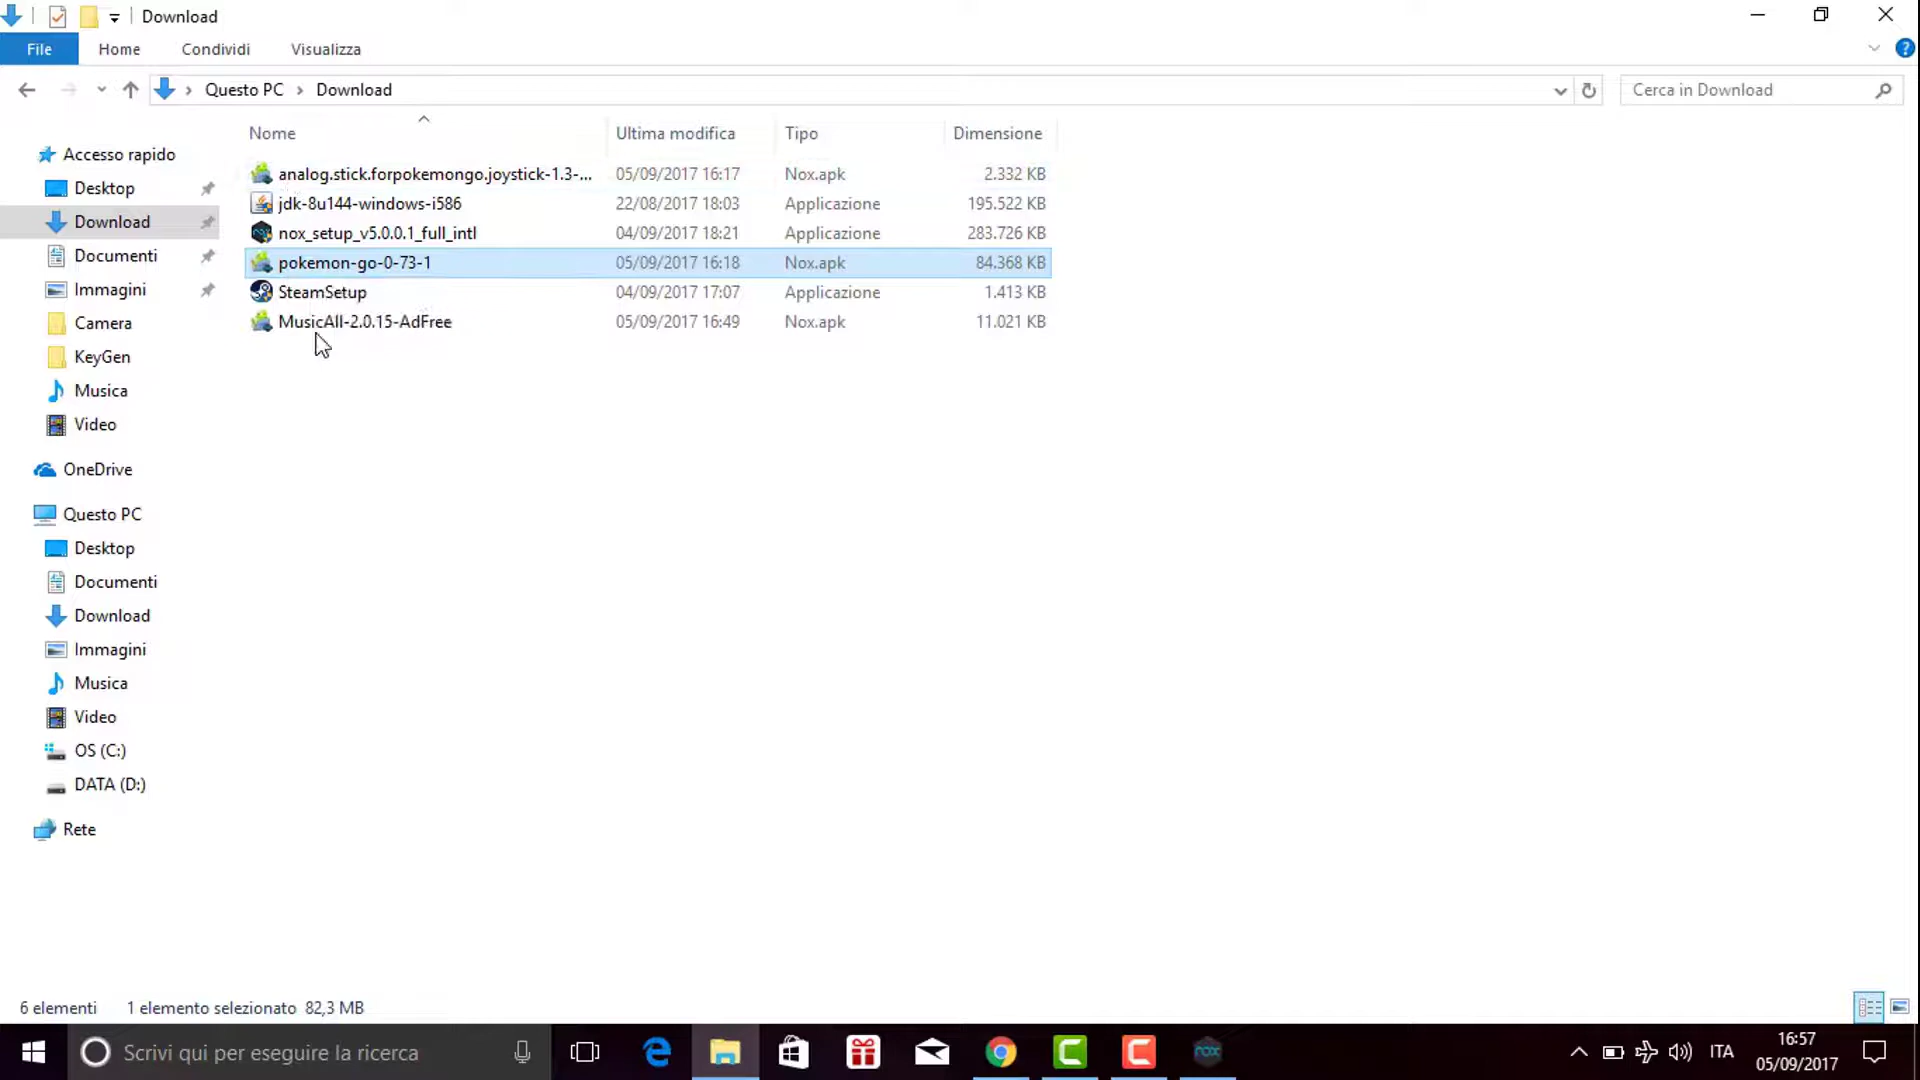 Download
File Home Condividi Visualizza
Questo PC Download
Cerca in Download
Nome Ultima modifica Tipo Dimensione
analog.stick.forpokemongo.joystick-1.3-... 05/09/2017 16:17 Nox.apk 2.332 KB
jdk-8u144-windows-i586 22/08/2017 18:03 Applicazione 195.522 KB
nox_setup_v5.0.0.1_full_intl 04/09/2017 18:21 Applicazione 283.726 KB
pokemon-go-0-73-1 05/09/2017 16:18 Nox.apk 84.368 KB
SteamSetup 04/09/2017 17:07 Applicazione 1.413 KB
MusicAll-2.0.15-AdFree 05/09/2017 16:49 Nox.apk 11.021 KB
Accesso rapido
Desktop
Download
Documenti
Immagini
Camera
KeyGen
Musica
Video
OneDrive
Questo PC
Desktop
Documenti
Download
Immagini
Musica
Video
OS (C:)
DATA (D:)
Rete
6 elementi 1 elemento selezionato 82,3 MB
Scrivi qui per eseguire la ricerca
nox
ITA
16:57
05/09/2017